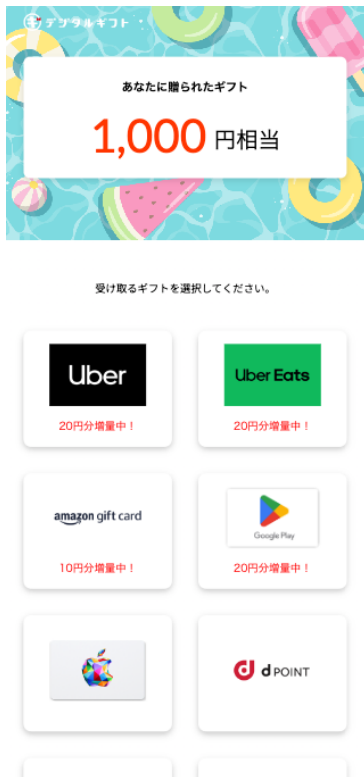 デジタルギフト
あなたに贈られたギフト
1,000 円相当
受け取るギフトを選択してください。
Uber
20円分増量中！
Uber Eats
20円分増量中！
amazon gift card
10円分増量中！
Google Play
20円分増量中！
d POINT